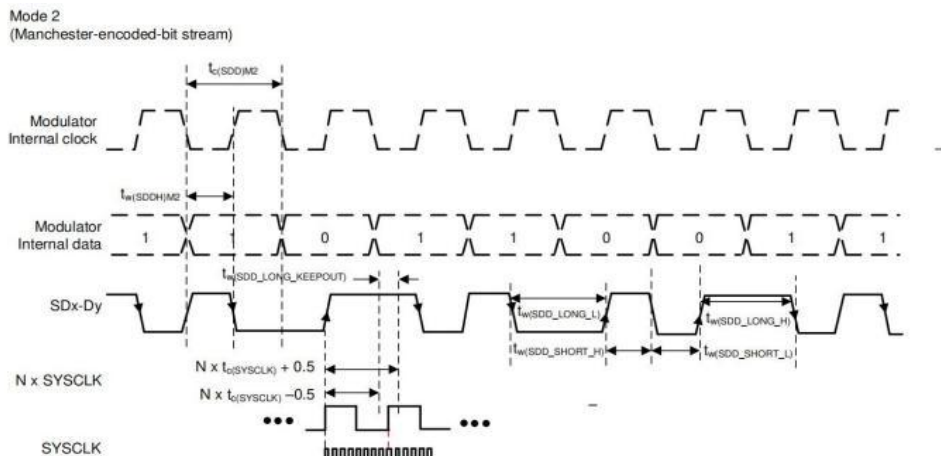 Mode 2
(Manchester-encoded-bit stream)
tc(SDD)M2
Modulator
Internal clock
tw(SDDH)M2
Modulator
Internal data
1 1 0 1 1 0 0 1 1
tw(SDD_LONG_KEEPOUT)
SDx-Dy
tw(SDD_LONG_L)
tw(SDD_LONG_H)
tw(SDD_SHORT_H)
tw(SDD_SHORT_L)
N x tc(SYSCLK) + 0.5
N x SYSCLK
N x tc(SYSCLK) –0.5
SYSCLK